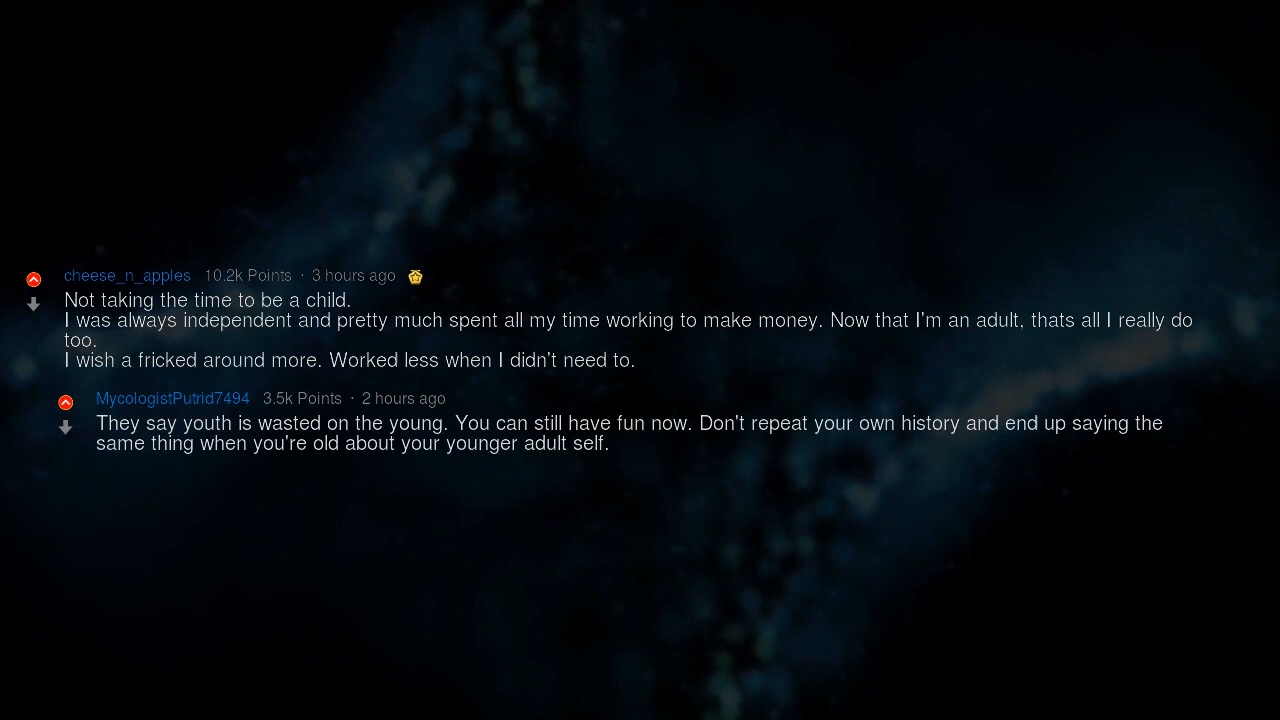 cheese_n_apples 10.2k Points · 3 hours ago
Not taking the time to be a child.
I was always independent and pretty much spent all my time working to make money. Now that I'm an adult, thats all I really do
too.
I wish a fricked around more. Worked less when I didn't need to.
MycologistPutrid7494 3.5k Points · 2 hours ago
They say youth is wasted on the young. You can still have fun now. Don't repeat your own history and end up saying the
same thing when you're old about your younger adult self.